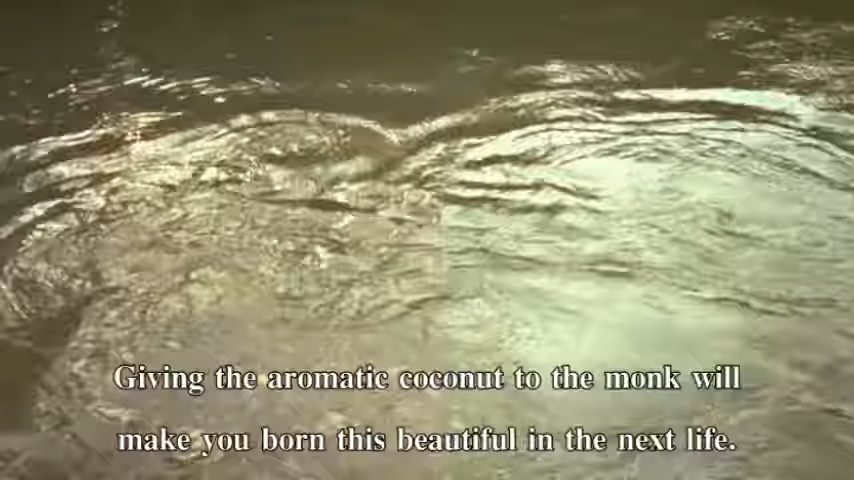 Giving the aromatic coconut to the monk will
make you born this beautiful in the next life.